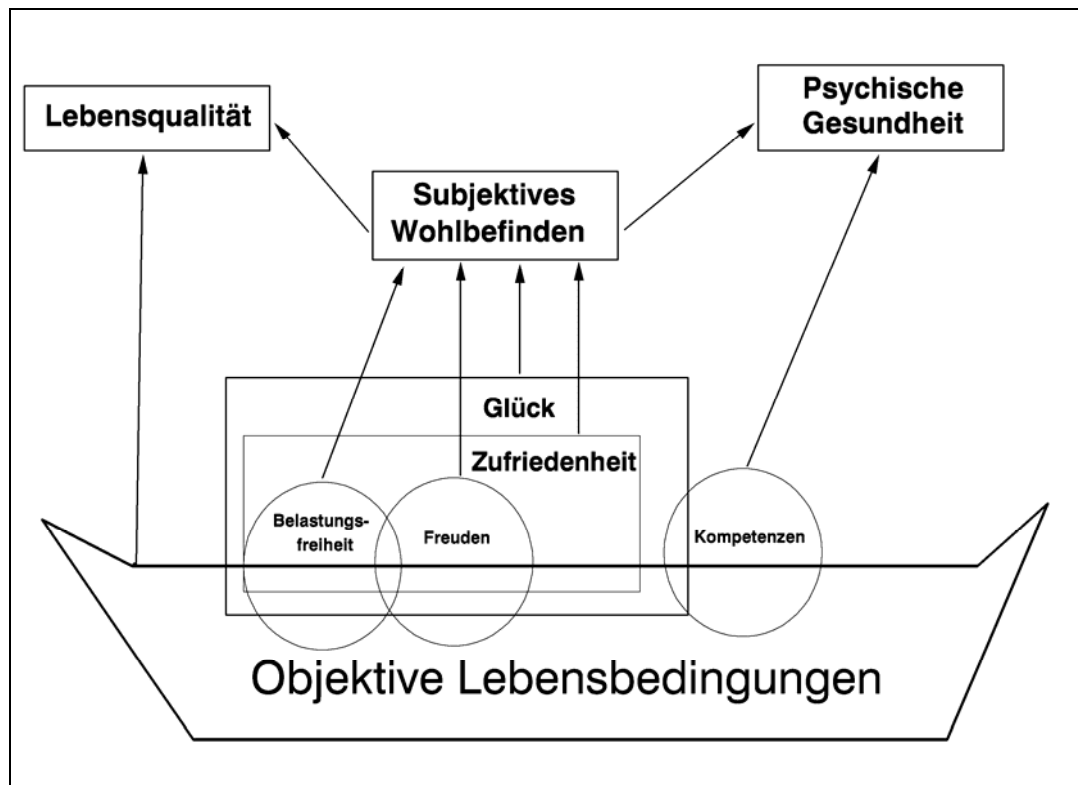 Lebensqualität
Psychische
Gesundheit
Subjektives
Wohlbefinden
Glück
Zufriedenheit
Belastungs-
freiheit
Freuden
Kompetenzen
Objektive Lebensbedingungen